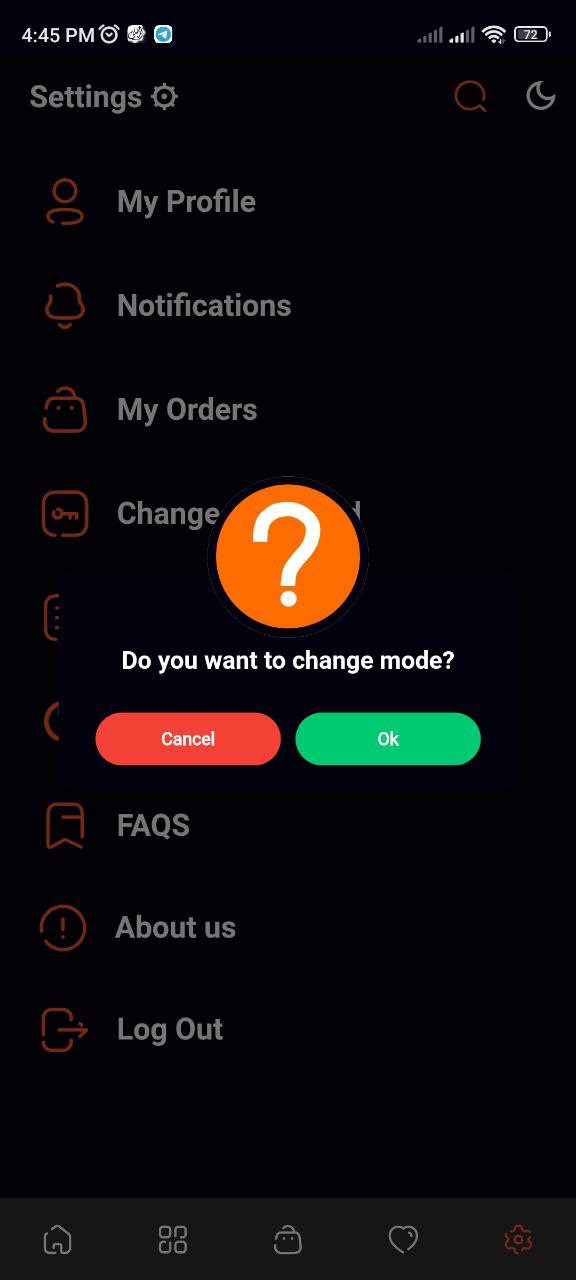 4:45 PM
72
Settings
My Profile
Notifications
My Orders
Change
?
Do you want to change mode?
Cancel
Ok
FAQS
About us
Log Out